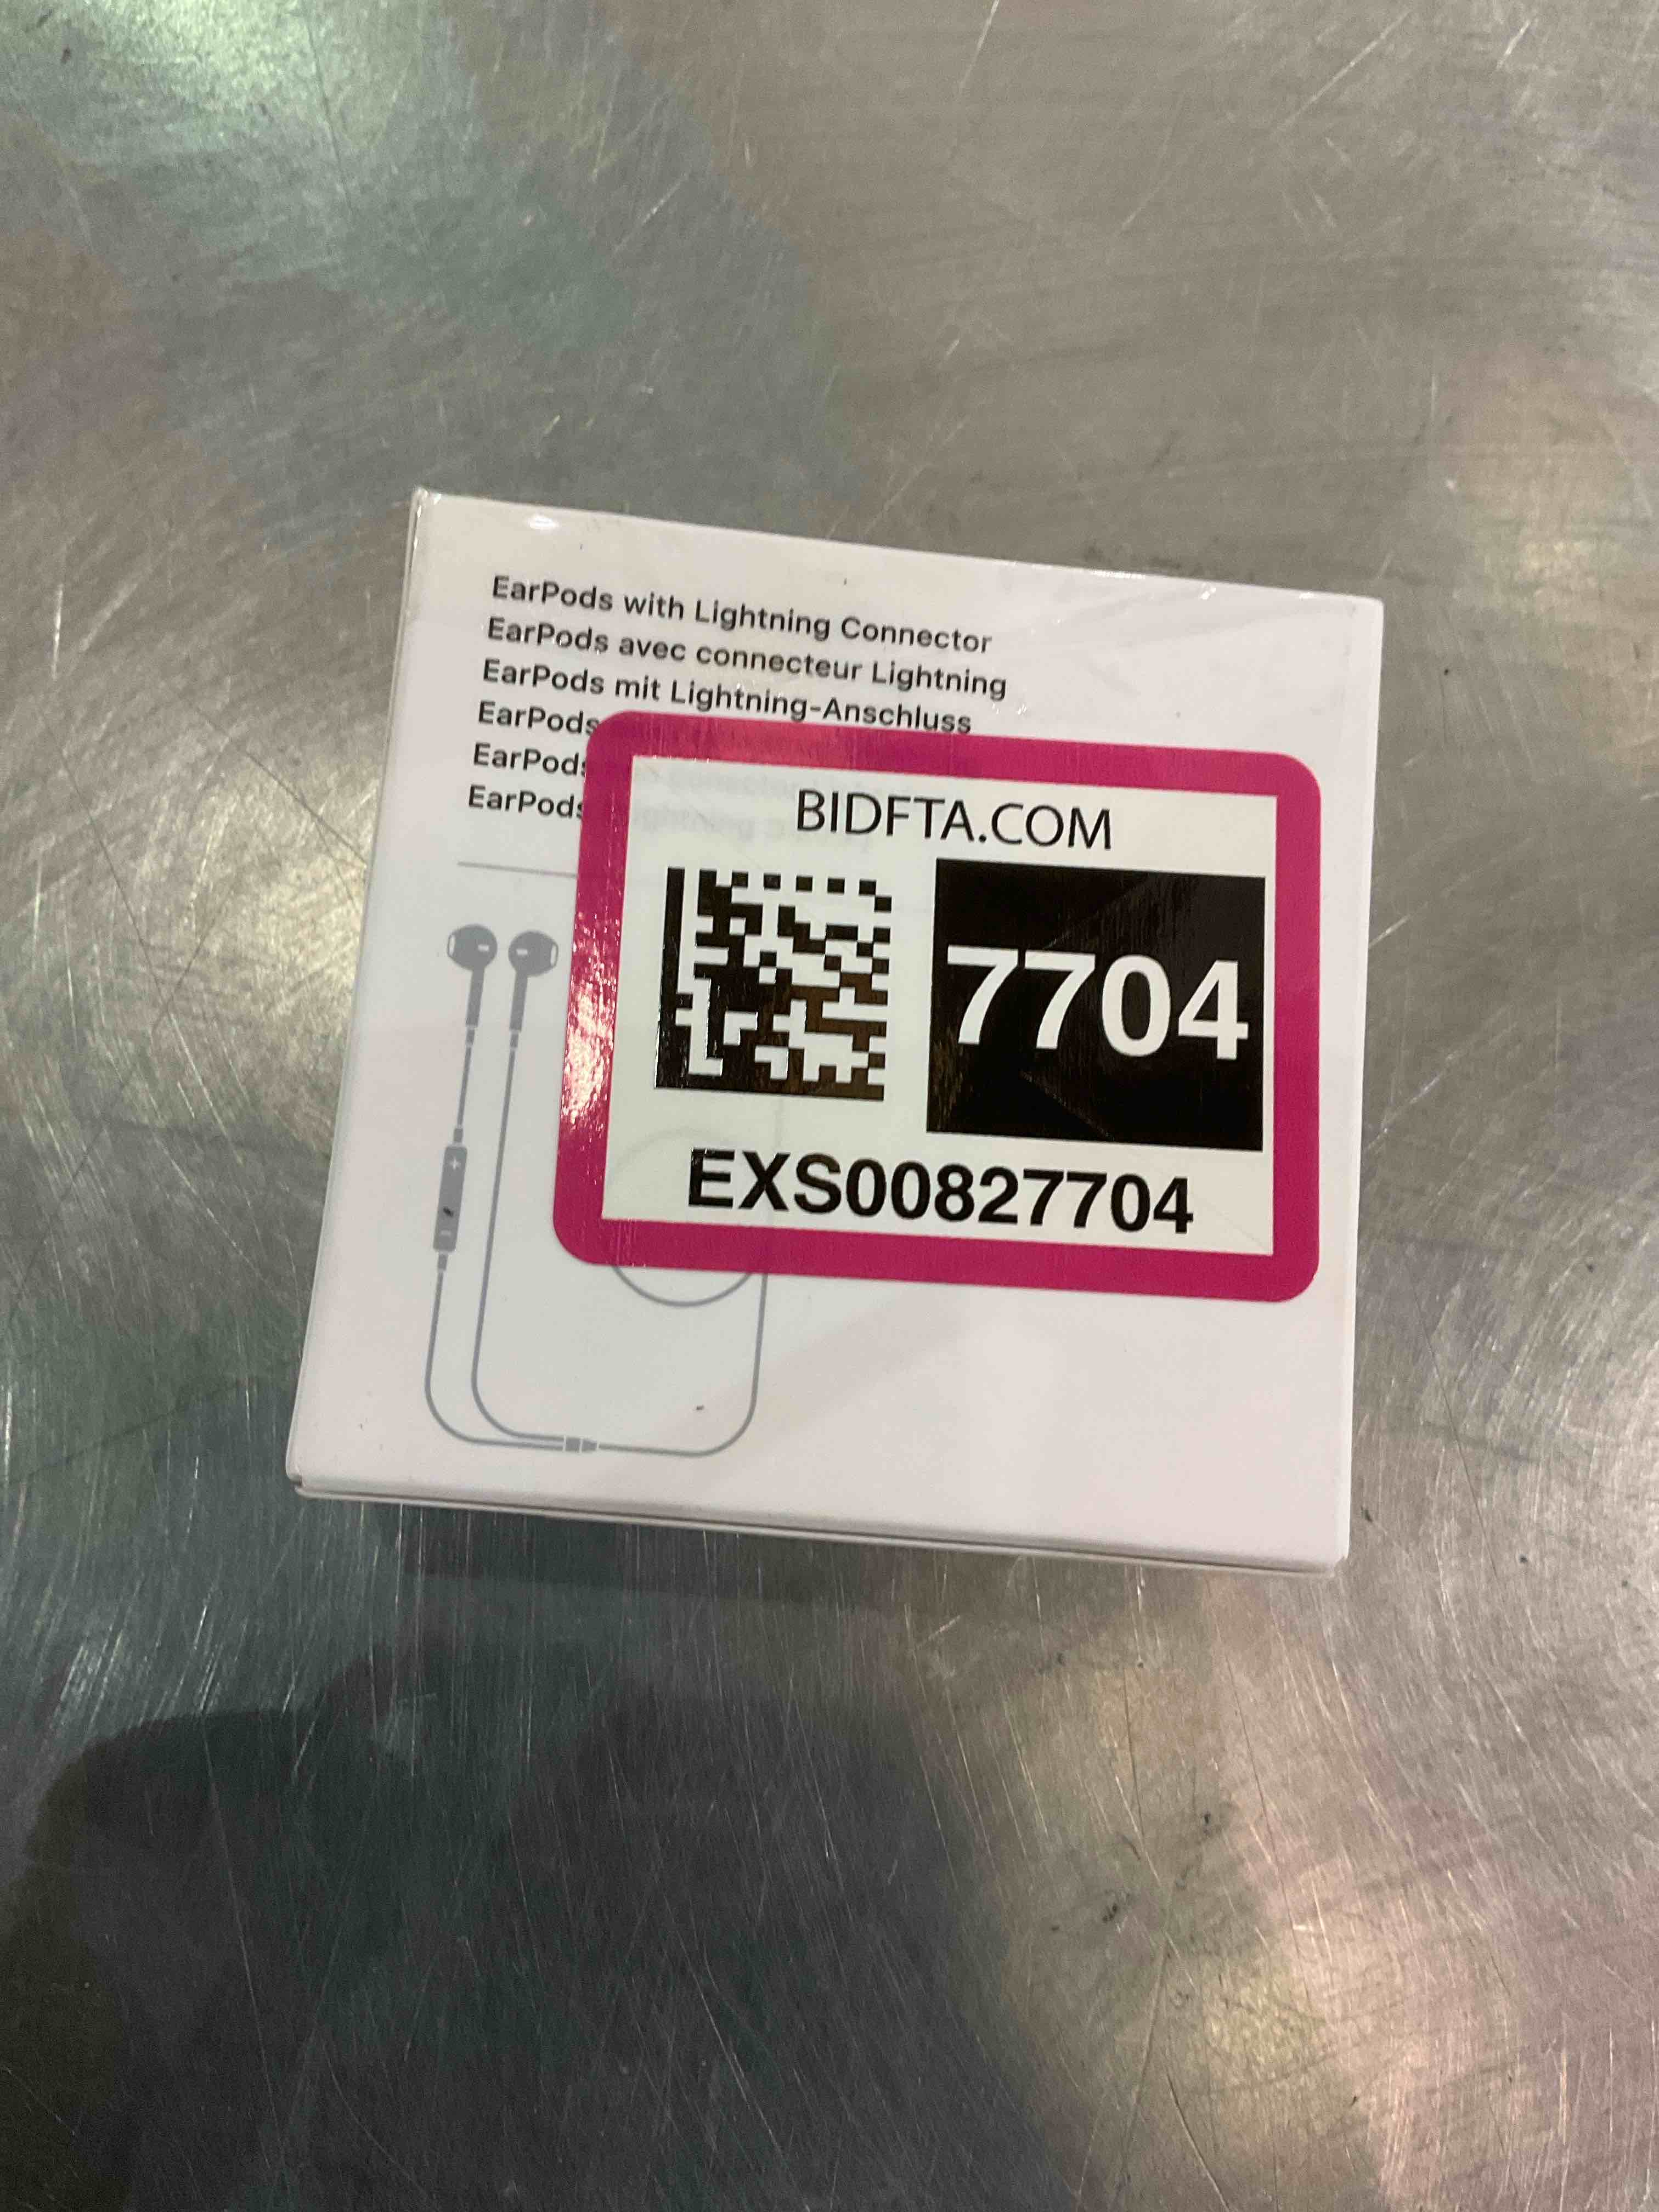 EarPods with Lightning Connector
EarPods avec connecteur Lightning
EarPods mit Lightning-Anschluss
EarPods
EarPods
EarPods
BIDFTA.COM
7704
EXS00827704